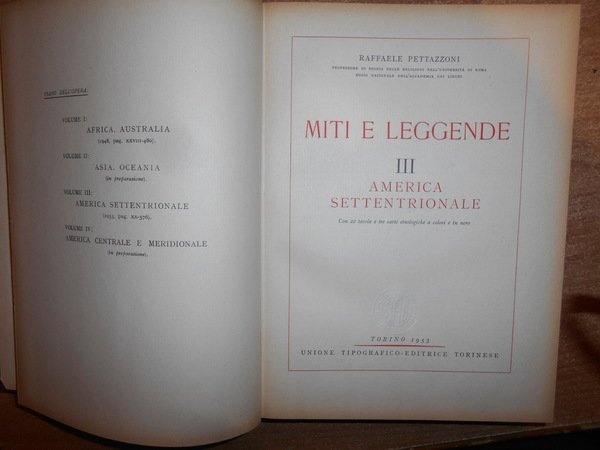 PIANO DELL'OPERA
VOLUME I:
AFRICA, AUSTRALIA
(1948, pag. XXVIII-480).
VOLUME II:
ASIA, OCEANIA
(in preparazione).
VOLUME III:
AMERICA SETTENTRIONALE
(1953, pag. XX-576).
VOLUME IV:
AMERICA CENTRALE E MERIDIONALE
(in preparazione).
RAFFAELE PETTAZZONI
PROFESSORE DI STORIA DELLE RELIGIONI NELL'UNIVERSITÀ DI ROMA
SOCIO NAZIONALE DELL'ACCADEMIA DEI LINCEI
MITI E LEGGENDE
III
AMERICA
SETTENTRIONALE
Con 22 tavole e tre carte etnologiche a colori e in nero
TORINO 1953
UNIONE TIPOGRAFICO-EDITRICE TORINESE